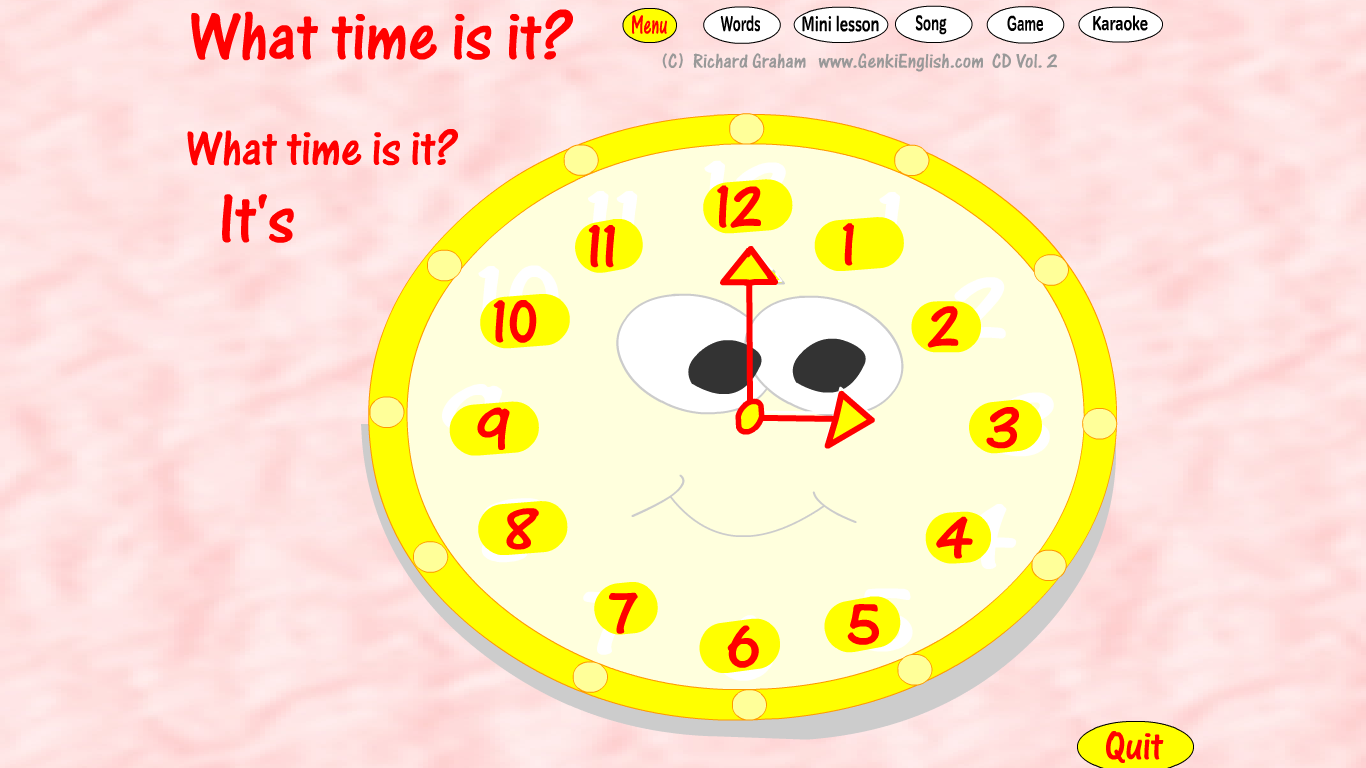 What time is it?
Menu Words Mini lesson Song Game Karaoke
(C) Richard Graham www.GenkiEnglish.com CD Vol. 2
What time is it?
It's
12
11
1
10
2
9
3
8
4
7
5
6
Quit